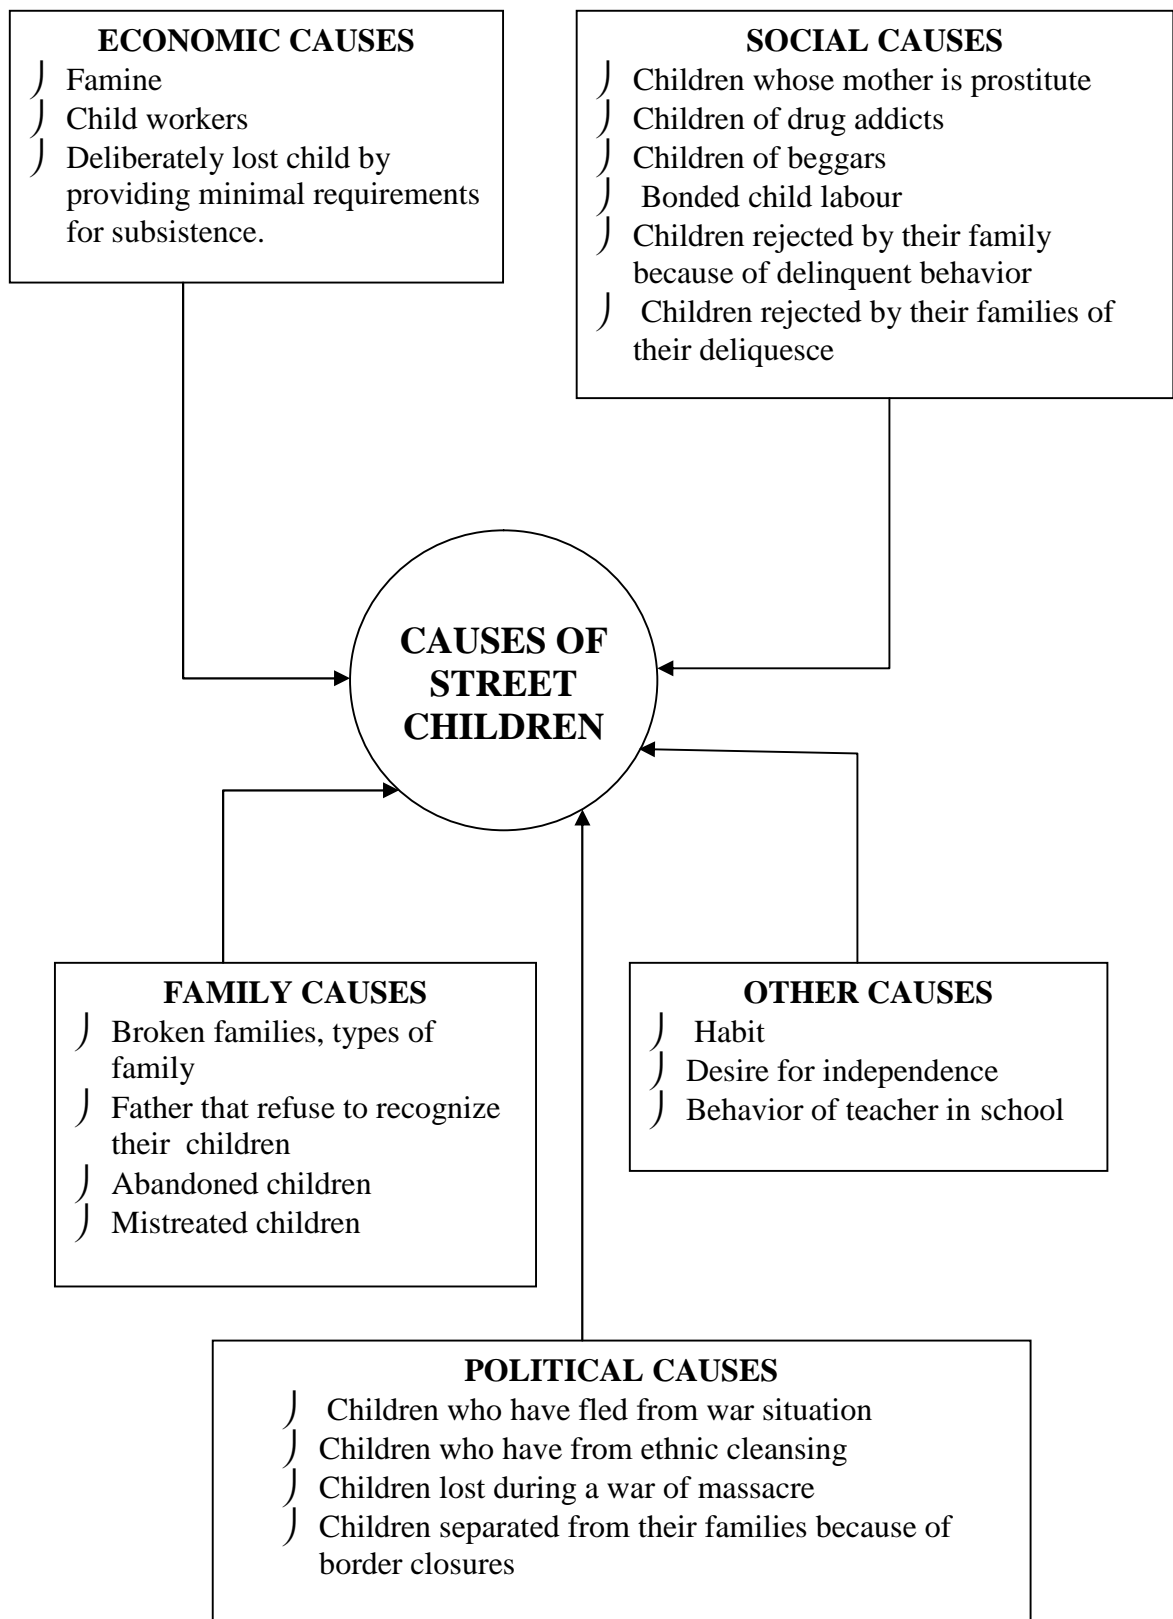 ECONOMIC CAUSES
Famine
Child workers
Deliberately lost child by
providing minimal requirements
for subsistence.
SOCIAL CAUSES
Children whose mother is prostitute
Children of drug addicts
Children of beggars
Bonded child labour
Children rejected by their family
because of delinquent behavior
Children rejected by their families of
their deliquesce
CAUSES OF
STREET
CHILDREN
FAMILY CAUSES
Broken families, types of
family
Father that refuse to recognize
their children
Abandoned children
Mistreated children
OTHER CAUSES
Habit
Desire for independence
Behavior of teacher in school
POLITICAL CAUSES
Children who have fled from war situation
Children who have from ethnic cleansing
Children lost during a war of massacre
Children separated from their families because of
border closures